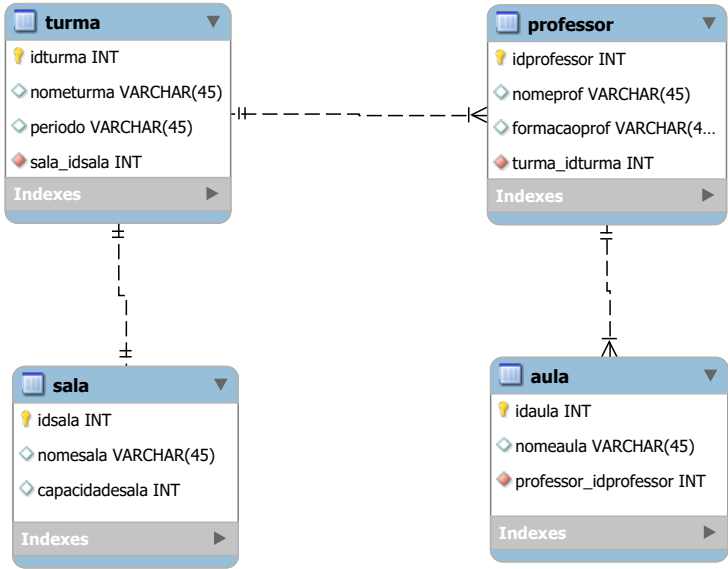 turma
idturma INT
nometurma VARCHAR(45)
periodo VARCHAR(45)
sala_idsala INT
Indexes
professor
idprofessor INT
nomeprof VARCHAR(45)
formacaoprof VARCHAR(4...
turma_idturma INT
Indexes
sala
idsala INT
nomesala VARCHAR(45)
capacidadesala INT
Indexes
aula
idaula INT
nomeaula VARCHAR(45)
professor_idprofessor INT
Indexes